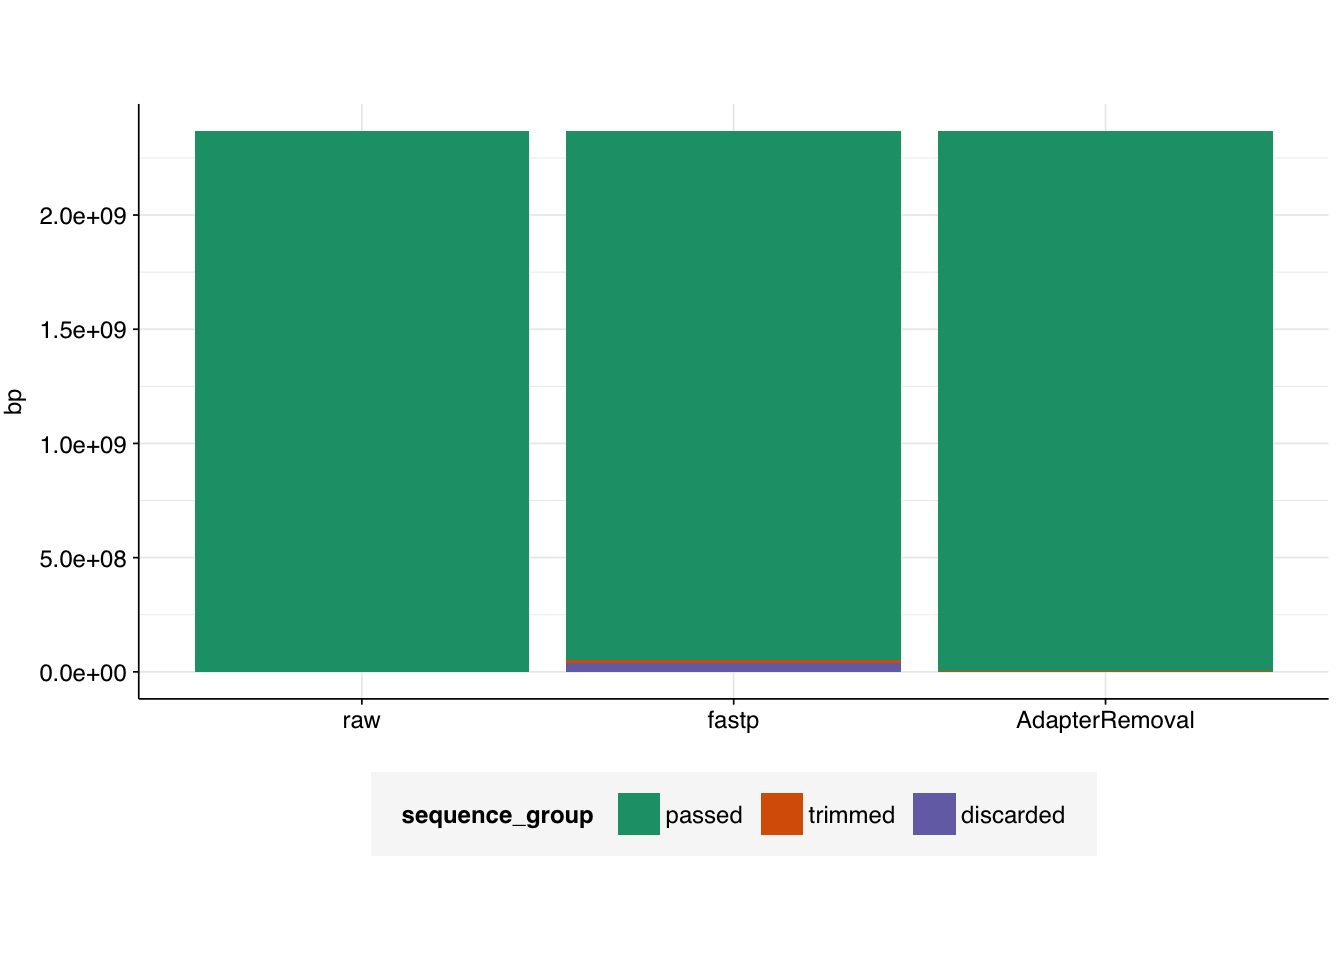 2.0e+09
1.5e+09
1.0e+09
5.0e+08
0.0e+00
bp
raw fastp AdapterRemoval
sequence_group passed trimmed discarded